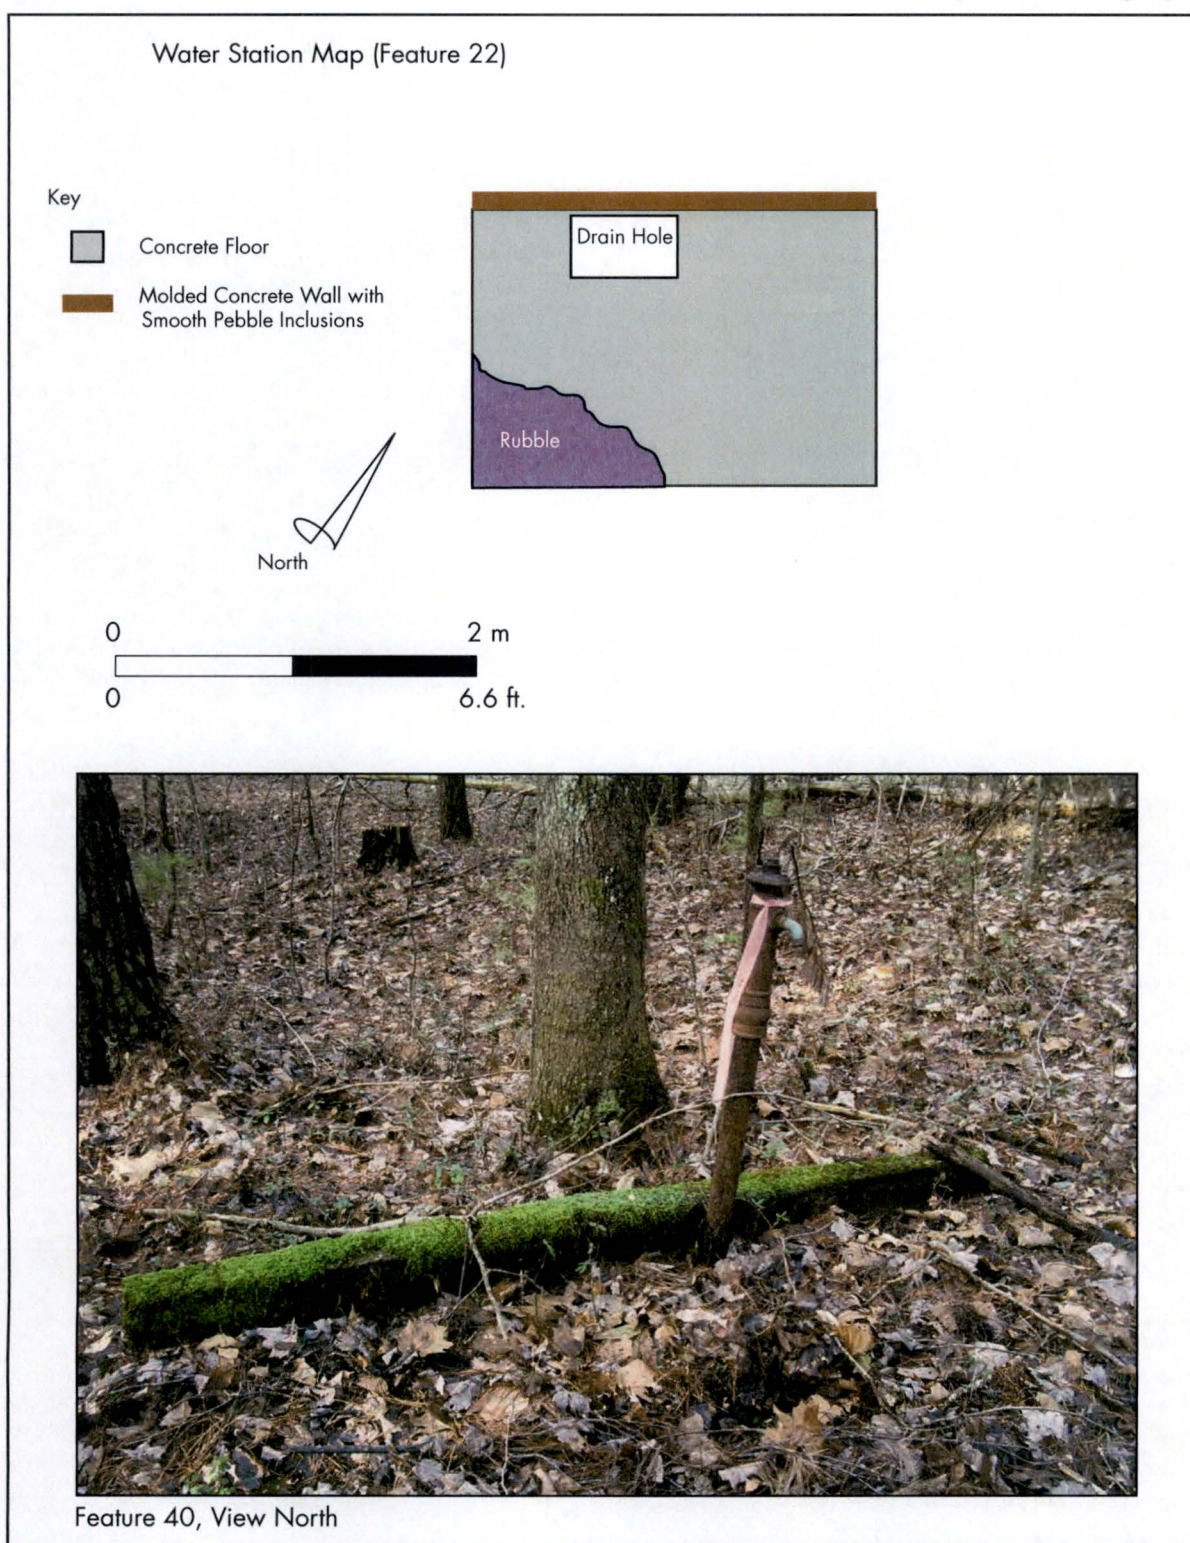 Water Station Map (Feature 22)
Key
Concrete Floor
Molded Concrete Wall with
Smooth Pebble Inclusions
Drain Hole
Rubble
North
0
2 m
0
6.6 ft.
Feature 40, View North